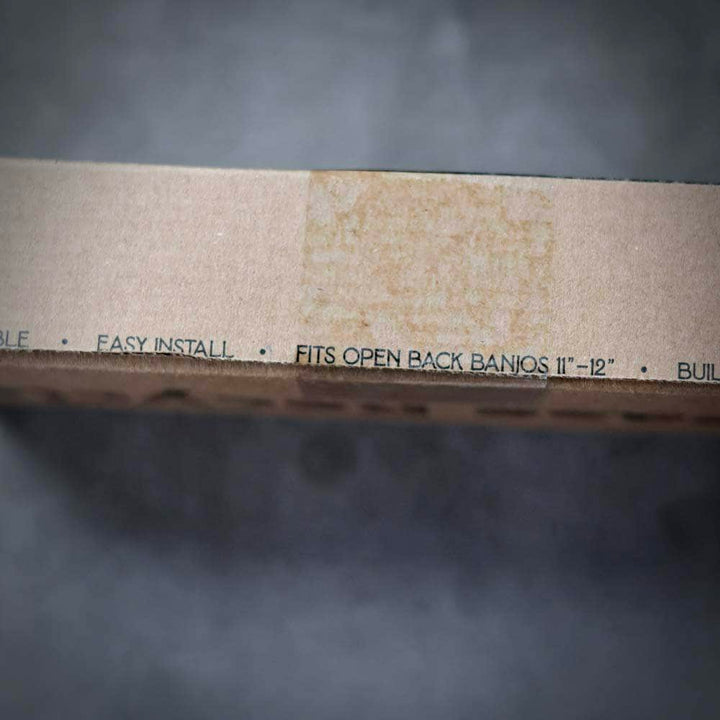 BLE • EASY INSTALL • FITS OPEN BACK BANJOS 11"-12" • BUIL